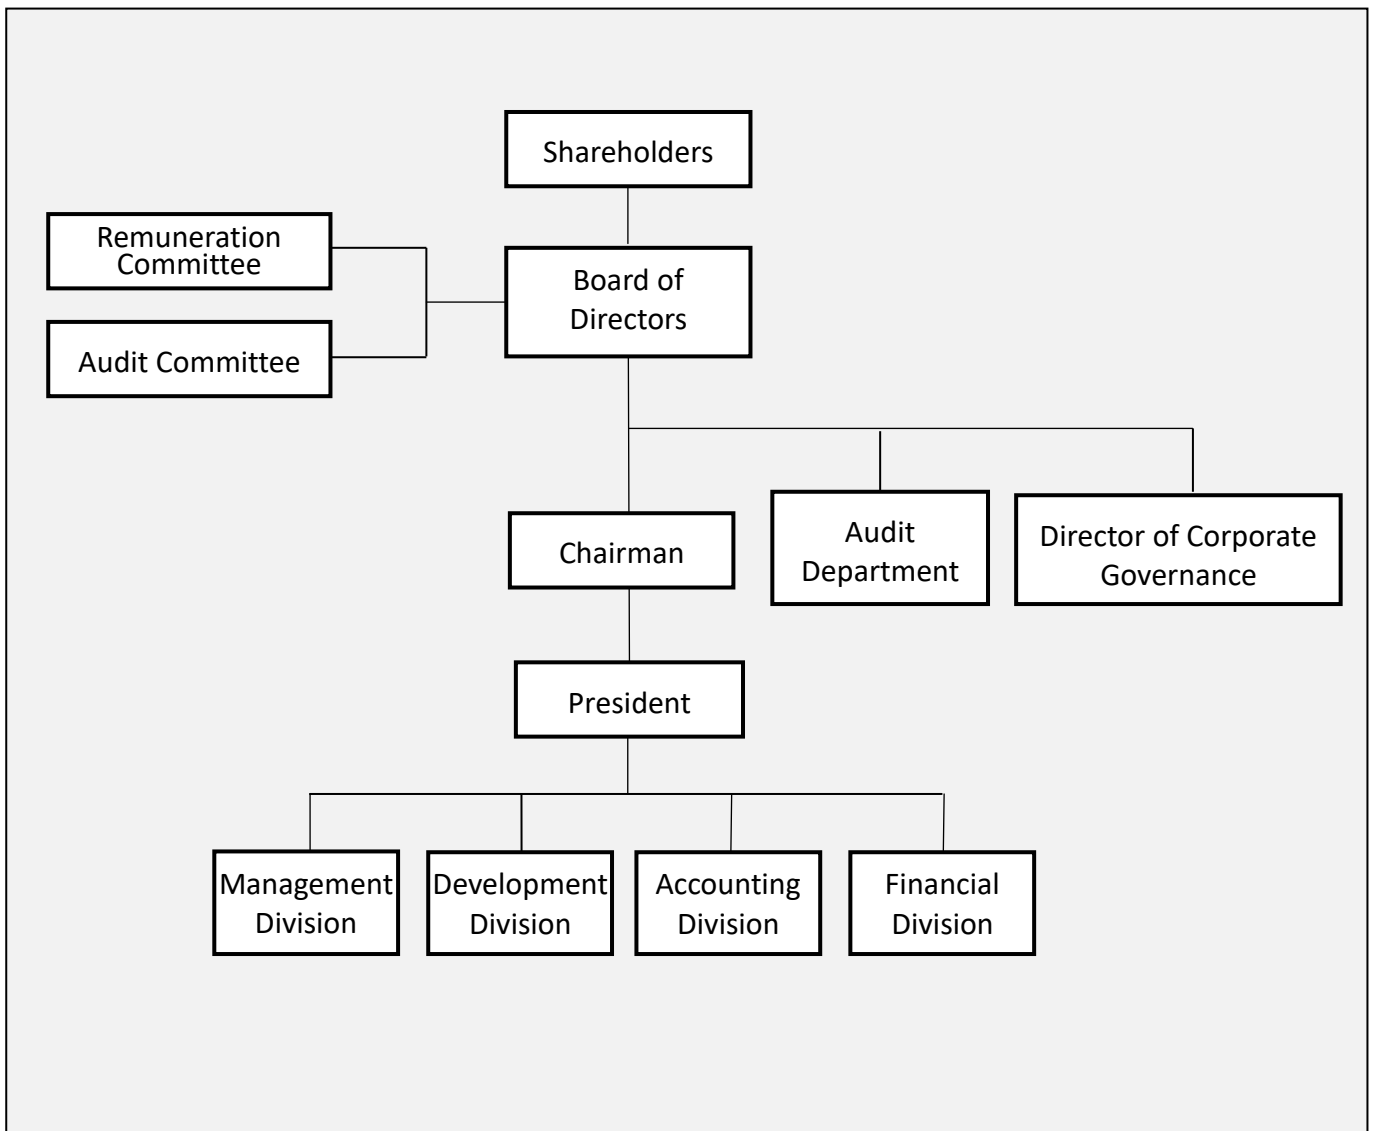 Shareholders
Remuneration
Committee
Board of
Directors
Audit Committee
Chairman
Audit
Department
Director of Corporate
Governance
President
Management
Division
Development
Division
Accounting
Division
Financial
Division